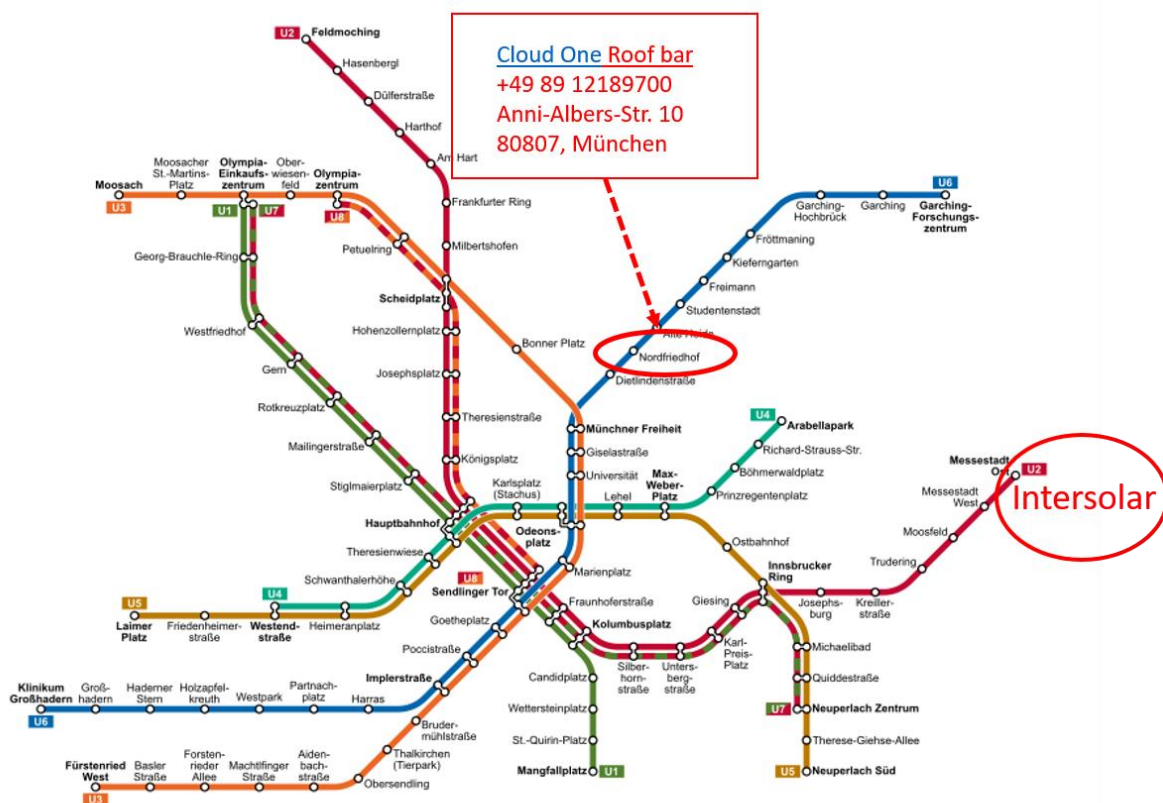 Cloud One Roof bar
+49 89 12189700
Anni-Albers-Str. 10
80807, München
U2
Feldmoching
Hasenbergl
Dülferstraße
Harthof
Am Hart
Frankfurter Ring
Milbertshofen
Scheidplatz
Hohenzollernplatz
Josephsplatz
Theresienstraße
Königsplatz
Moosach
U3
Moosacher
St.-Martins-
Platz
Olympia-
Einkaufs-
zentrum
U1
U7
Ober-
wiesen-
feld
Olympia-
zentrum
U8
Petuelring
Bonner Platz
Georg-Brauchle-Ring
Westfriedhof
Gern
Rotkreuzplatz
Mailingerstraße
Stiglmaierplatz
Hauptbahnhof
U6
Garching-
Forschungs-
zentrum
Garching
Garching-
Hochbrück
Fröttmaning
Kieferngarten
Freimann
Studentenstadt
Alte Heide
Nordfriedhof
Dietlindenstraße
Münchner Freiheit
Giselastraße
Universität
Odeons-
platz
Karlsplatz
(Stachus)
Lehel
Max-
Weber-
Platz
U4
Arabellapark
Richard-Strauss-Str.
Böhmerwaldplatz
Prinzregentenplatz
Messestadt
Ost
U2
Intersolar
Messestadt
West
Moosfeld
Trudering
Kreiller-
straße
Josephs-
burg
Innsbrucker
Ring
Ostbahnhof
Theresienwiese
Schwanthalerhöhe
U4
Westend-
straße
Heimeranplatz
U5
Laimer
Platz
Friedenheimer-
straße
U8
Sendlinger Tor
Marienplatz
Fraunhoferstraße
Kolumbusplatz
Giesing
Karl-
Preis-
Platz
Unters-
bergstraße
Silber-
horn-
straße
Goetheplatz
Poccistraße
Implerstraße
Candidplatz
Wettersteinplatz
St.-Quirin-Platz
Mangfallplatz
U1
Michaelibad
Quiddestraße
U7
Neuperlach Zentrum
Therese-Giehse-Allee
U5
Neuperlach Süd
Klinikum
Großhadern
U6
Groß-
hadern
Haderner
Stern
Holzapfel-
kreuth
Westpark
Partnach-
platz
Harras
Bruder-
mühlstraße
Thalkirchen
(Tierpark)
Obersendling
Fürstenried
West
U3
Basler
Straße
Forsten-
rieder
Allee
Machtlfinger
Straße
Aiden-
bach-
straße